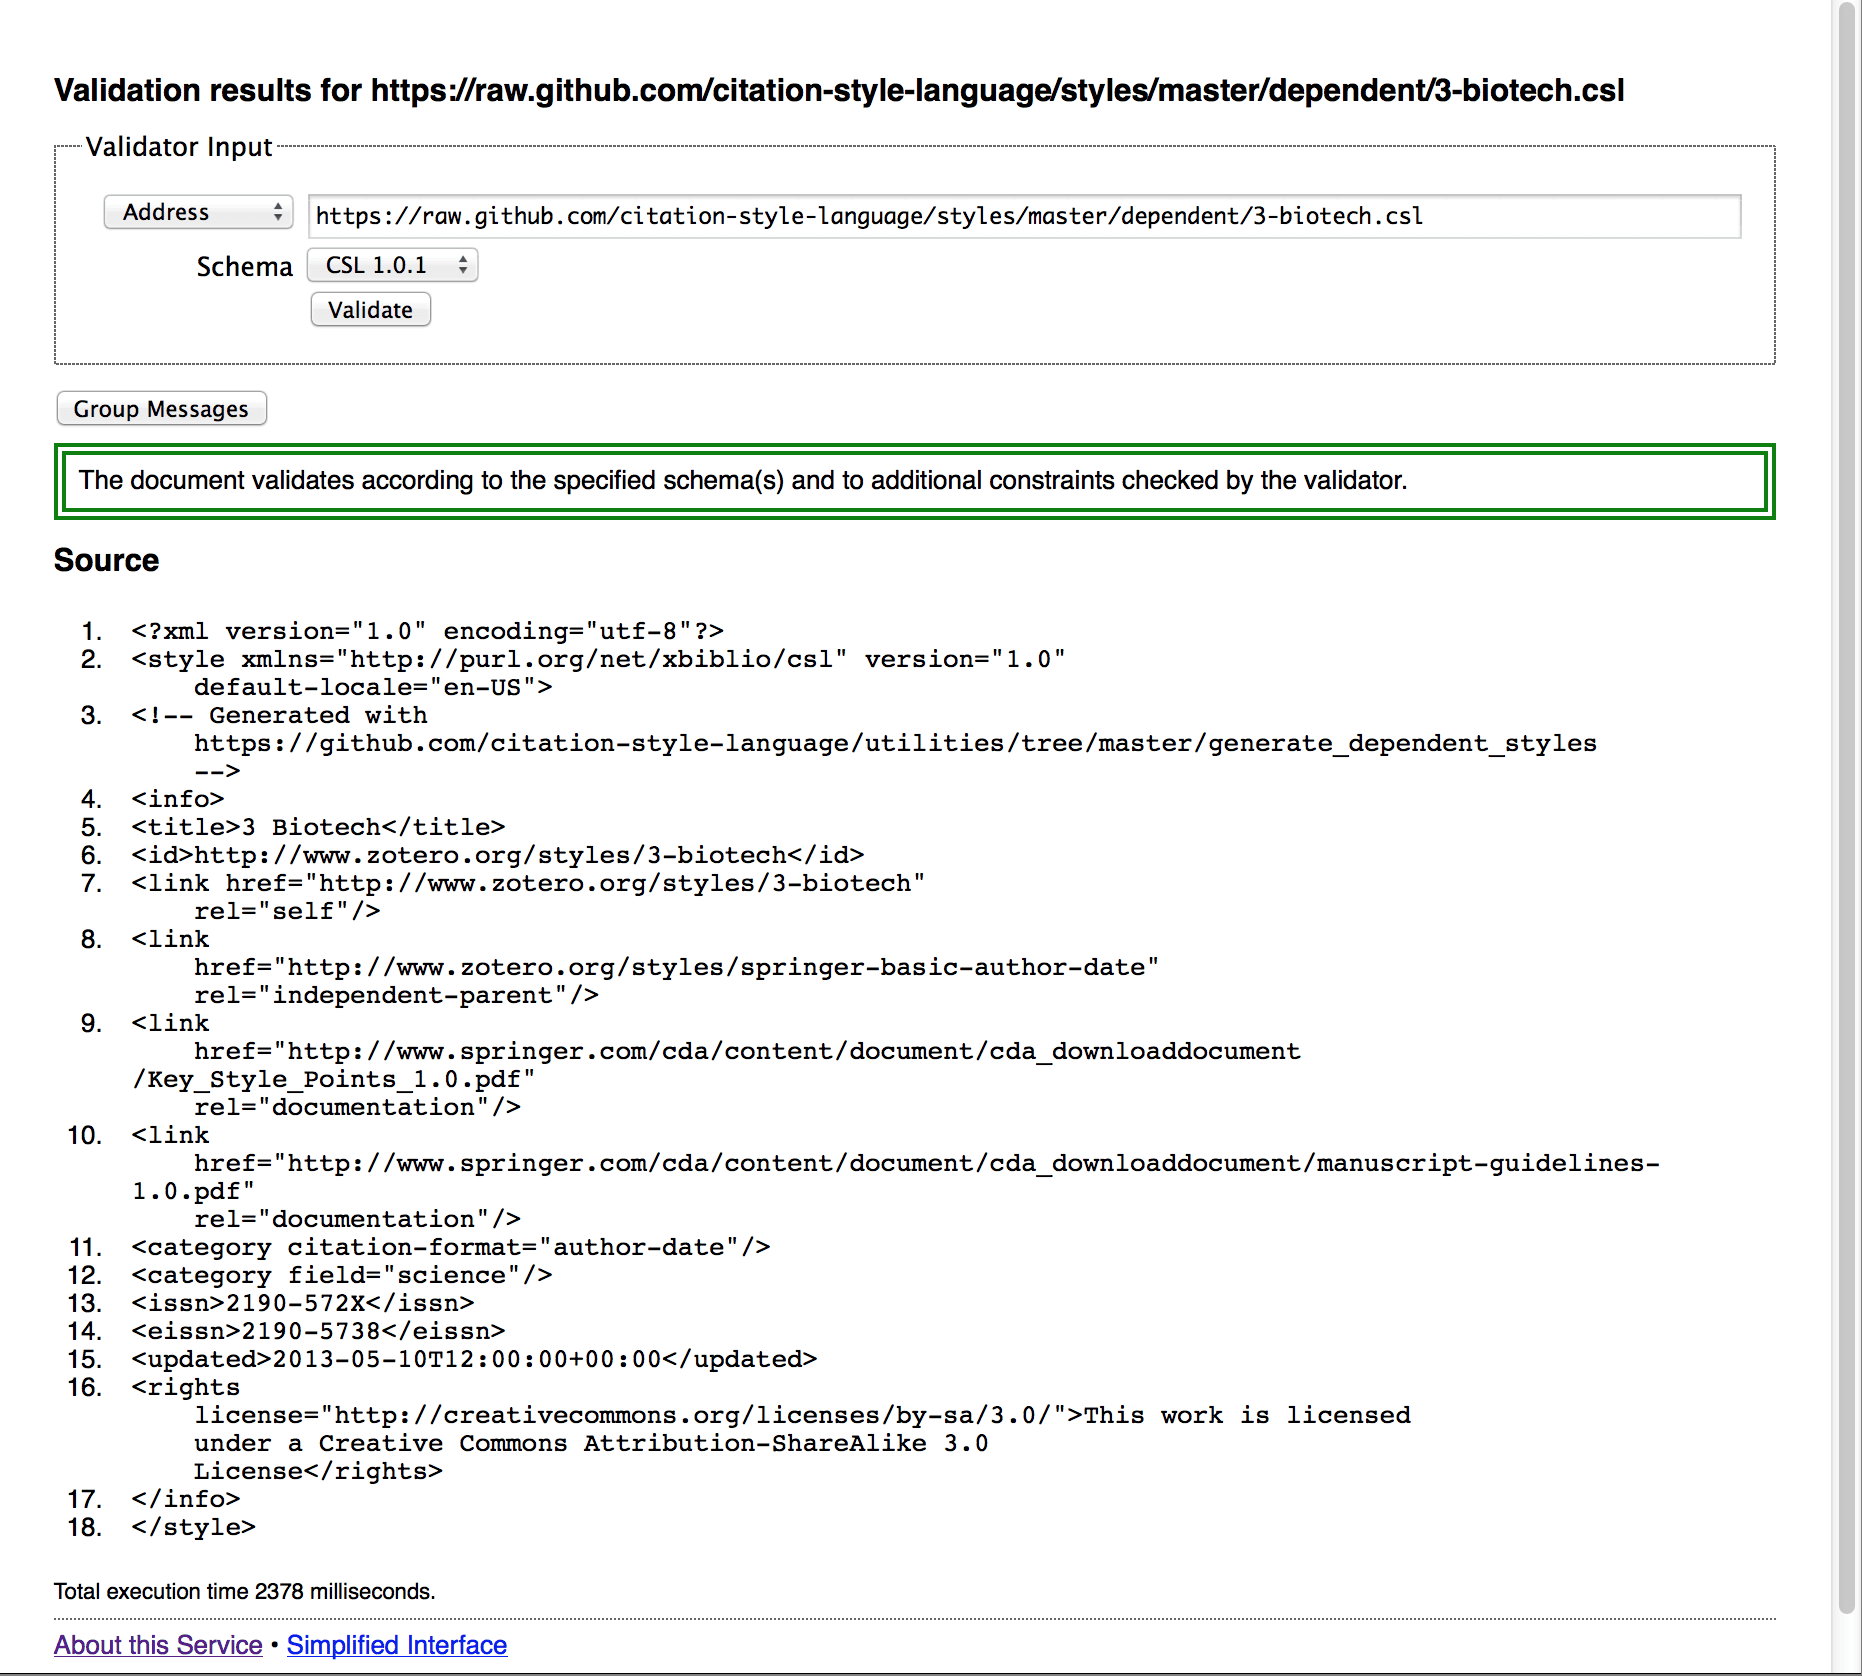 Validation results for https://raw.github.com/citation-style-language/styles/master/dependent/3-biotech.csl
Validator Input
Address https://raw.github.com/citation-style-language/styles/master/dependent/3-biotech.csl
Schema CSL 1.0.1
Validate
Group Messages
The document validates according to the specified schema(s) and to additional constraints checked by the validator.
Source
1. <?xml version="1.0" encoding="utf-8"?>
2. <style xmlns="http://purl.org/net/xbiblio/csl" version="1.0"
default-locale="en-US">
3. <!-- Generated with
https://github.com/citation-style-language/utilities/tree/master/generate_dependent_styles
-->
4. <info>
5. <title>3 Biotech</title>
6. <id>http://www.zotero.org/styles/3-biotech</id>
7. <link href="http://www.zotero.org/styles/3-biotech"
rel="self"/>
8. <link
href="http://www.zotero.org/styles/springer-basic-author-date"
rel="independent-parent"/>
9. <link
href="http://www.springer.com/cda/content/document/cda_downloaddocument
/Key_Style_Points_1.0.pdf"
rel="documentation"/>
10. <link
href="http://www.springer.com/cda/content/document/cda_downloaddocument/manuscript-guidelines-
1.0.pdf"
rel="documentation"/>
11. <category citation-format="author-date"/>
12. <category field="science"/>
13. <issn>2190-572X</issn>
14. <eissn>2190-5738</eissn>
15. <updated>2013-05-10T12:00:00+00:00</updated>
16. <rights
license="http://creativecommons.org/licenses/by-sa/3.0/">This work is licensed
under a Creative Commons Attribution-ShareAlike 3.0
License</rights>
17. </info>
18. </style>
Total execution time 2378 milliseconds.
About this Service • Simplified Interface